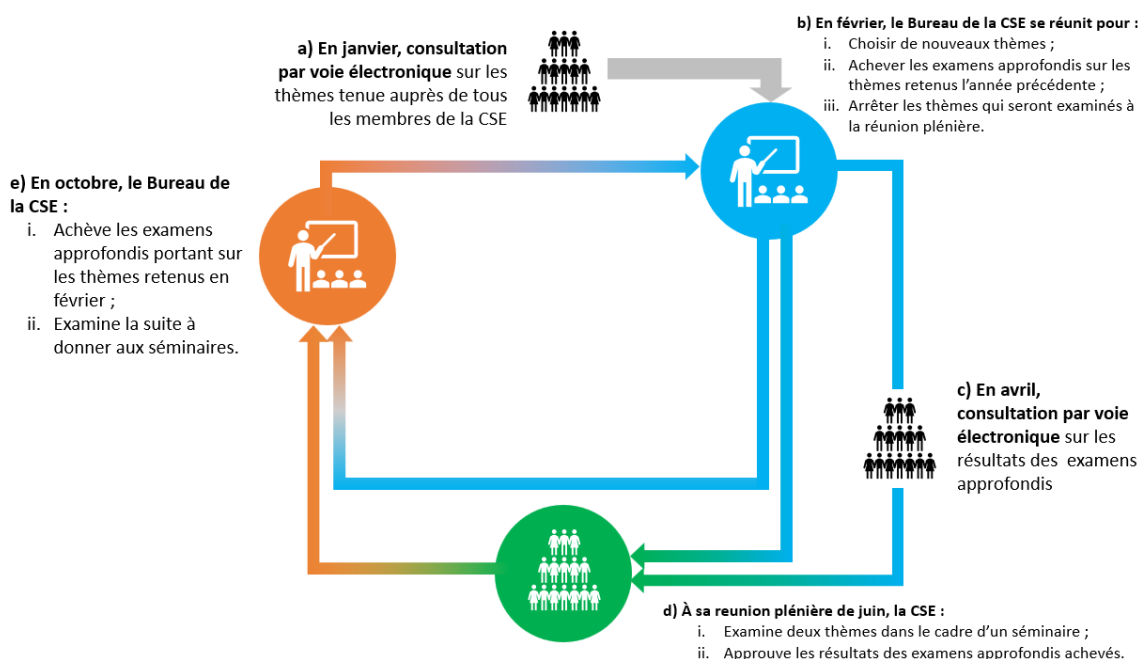 a) En janvier, consultation
par voie électronique sur les
thèmes tenue auprès de tous
les membres de la CSE
b) En février, le Bureau de la CSE se réunit pour :
i. Choisir de nouveaux thèmes ;
ii. Achever les examens approfondis sur les
thèmes retenus l’année précédente ;
iii. Arrêter les thèmes qui seront examinés à
la réunion plénière.
c) En avril,
consultation par voie
électronique sur les
résultats des examens
approfondis
d) À sa reunion plénière de juin, la CSE :
i. Examine deux thèmes dans le cadre d’un séminaire ;
ii. Approuve les résultats des examens approfondis achevés.
e) En octobre, le Bureau de
la CSE :
i. Achève les examens
approfondis portant sur
les thèmes retenus en
février ;
ii. Examine la suite à
donner aux séminaires.